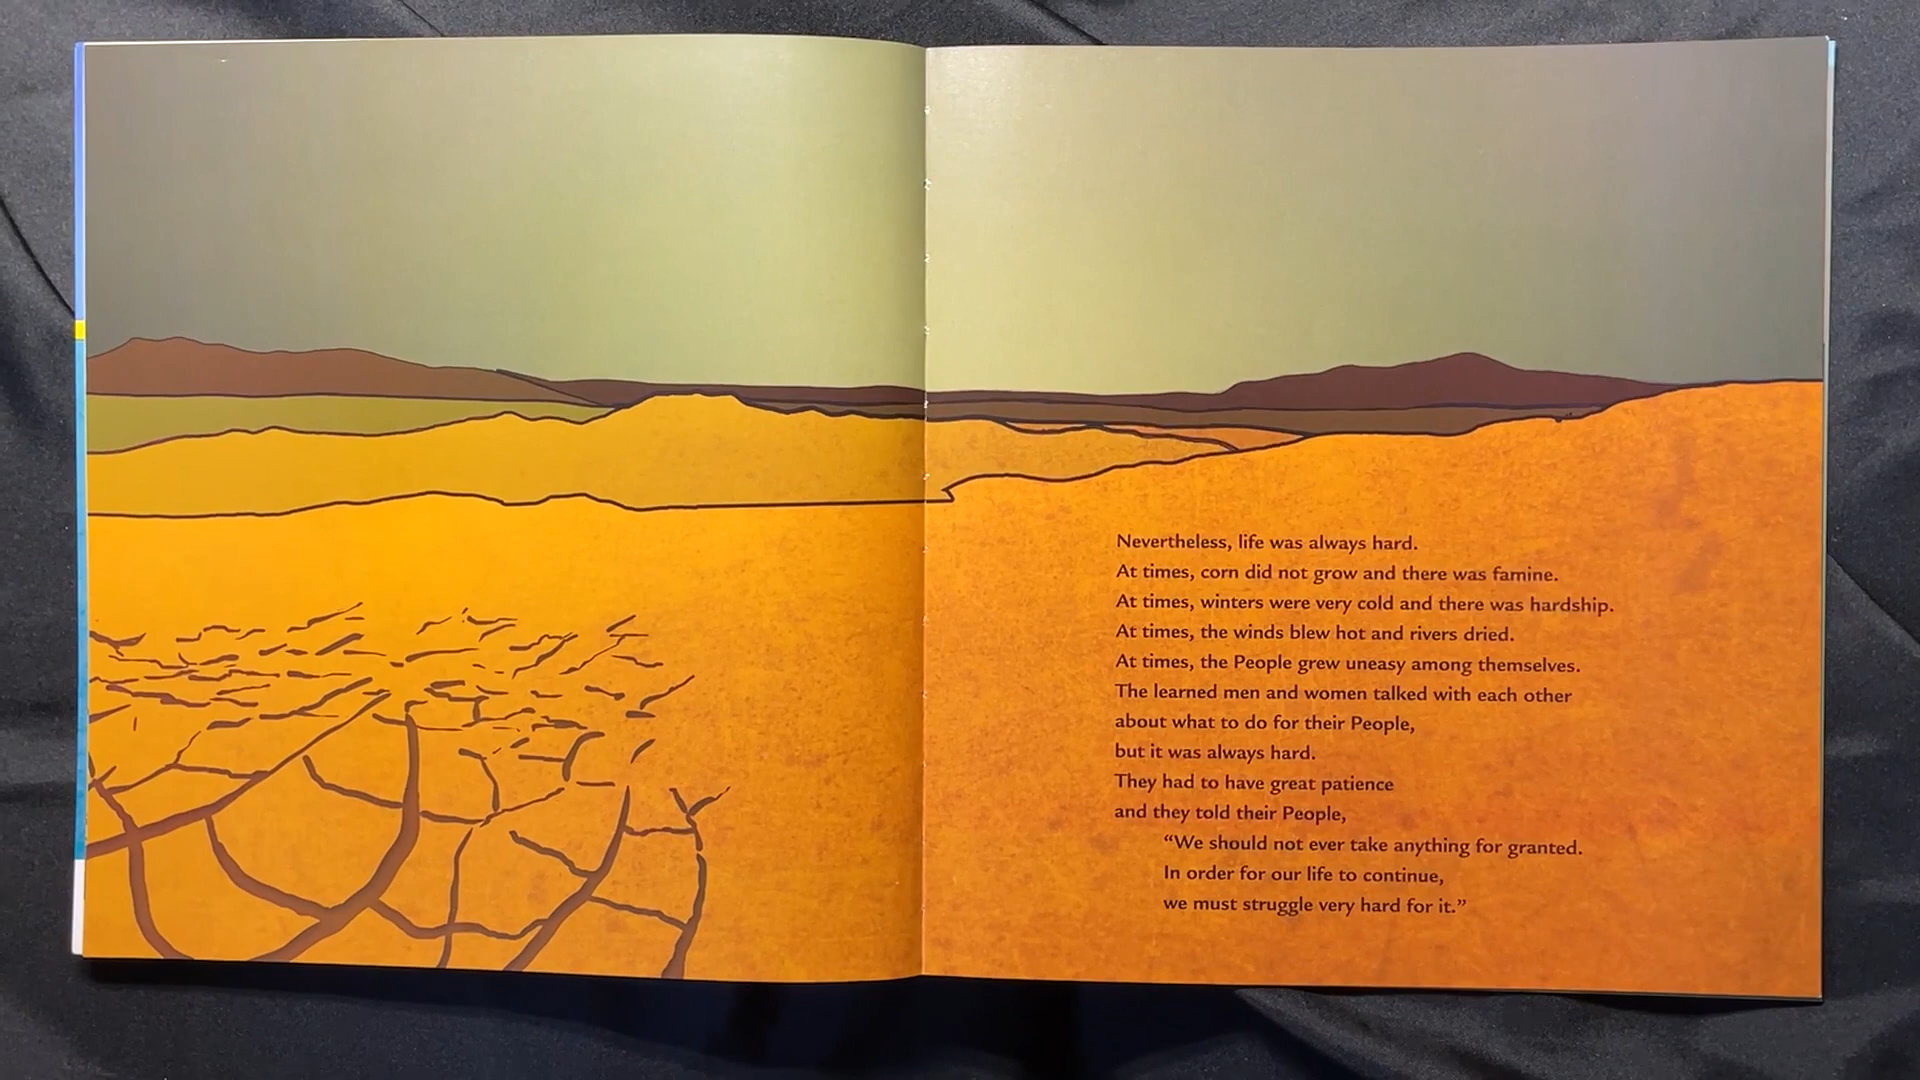 Nevertheless, life was always hard.
At times, corn did not grow and there was famine.
At times, winters were very cold and there was hardship.
At times, the winds blew hot and rivers dried.
At times, the People grew uneasy among themselves.
The learned men and women talked with each other
about what to do for their People,
but it was always hard.
They had to have great patience
and they told their People,
“We should not ever take anything for granted.
In order for our life to continue,
we must struggle very hard for it.”